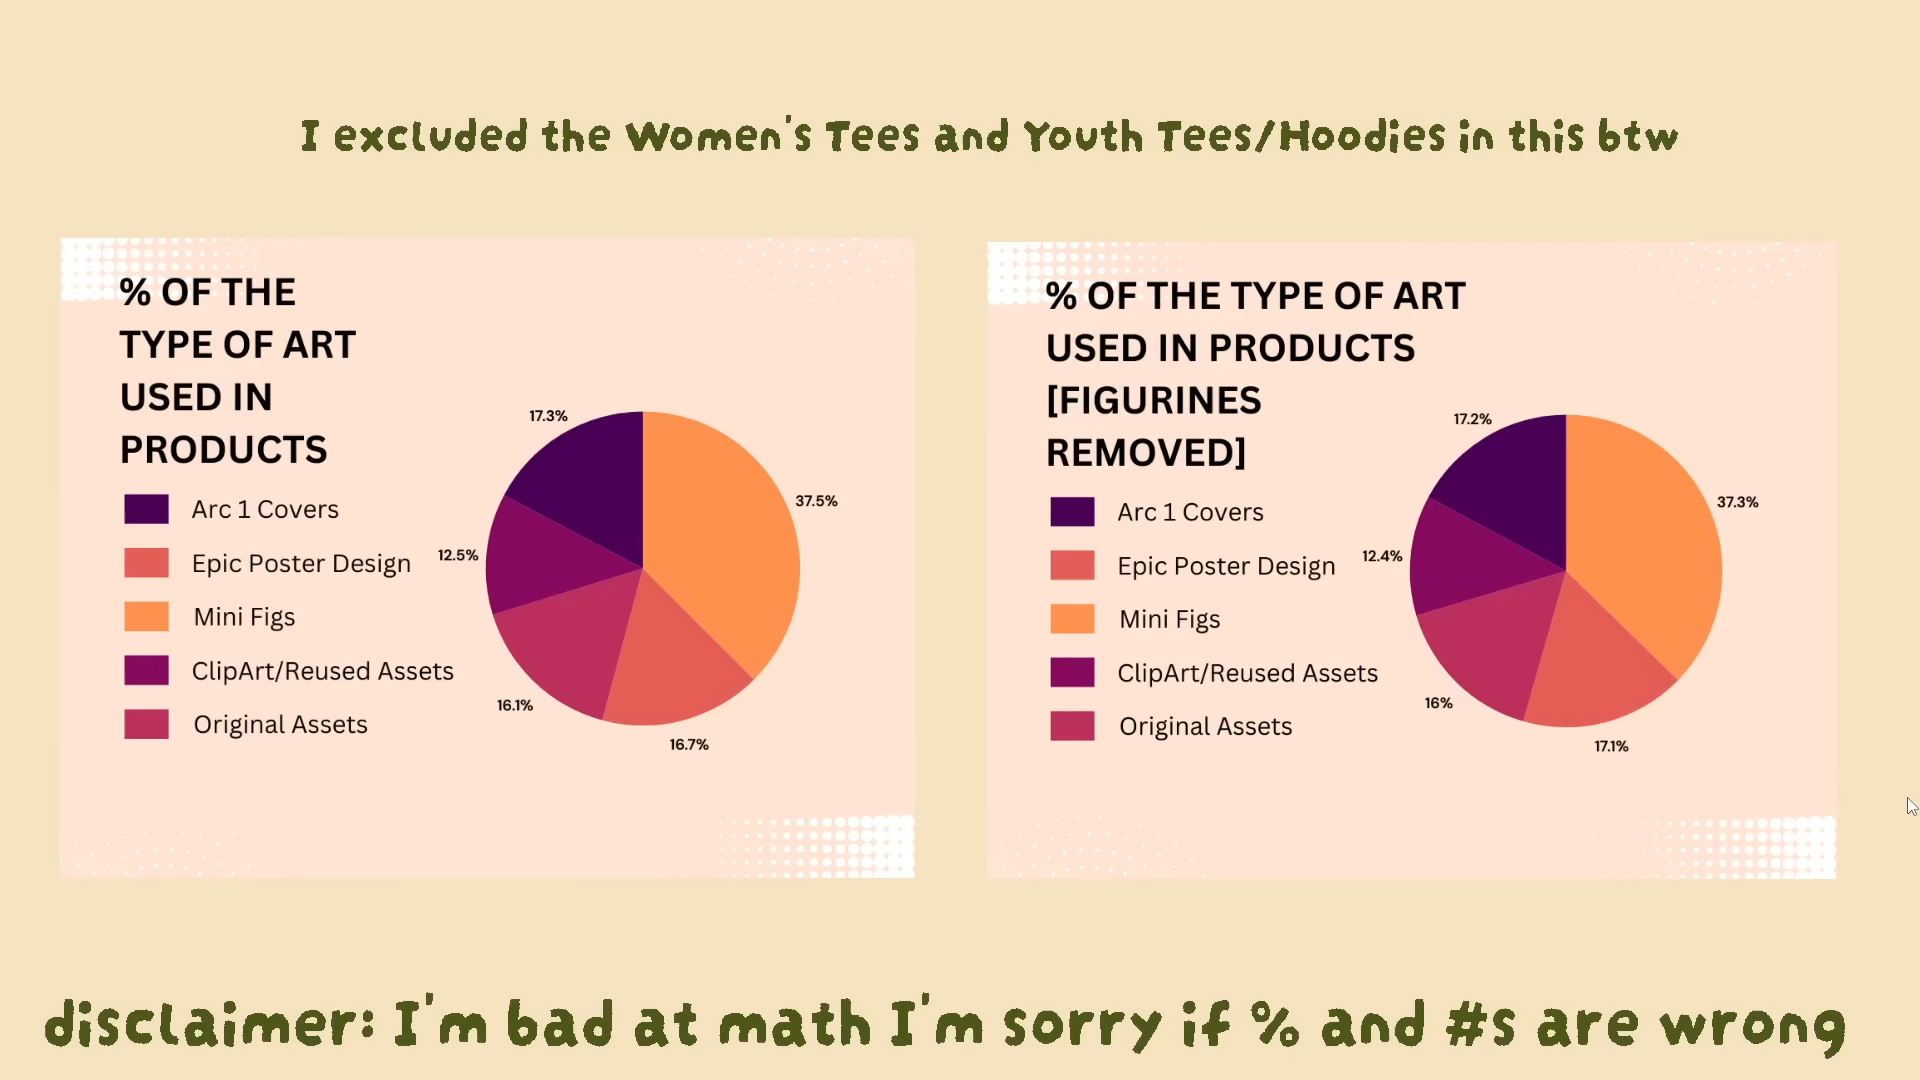 I excluded the Women's Tees and Youth Tees/Hoodies in this btw
% OF THE
TYPE OF ART
USED IN
PRODUCTS
Arc 1 Covers
Epic Poster Design
Mini Figs
ClipArt/Reused Assets
Original Assets
17.3%
37.5%
12.5%
16.1%
16.7%
% OF THE TYPE OF ART
USED IN PRODUCTS
[FIGURINES
REMOVED]
Arc 1 Covers
Epic Poster Design
Mini Figs
ClipArt/Reused Assets
Original Assets
17.2%
37.3%
12.4%
16%
17.1%
disclaimer: I'm bad at math I'm sorry if % and #s are wrong